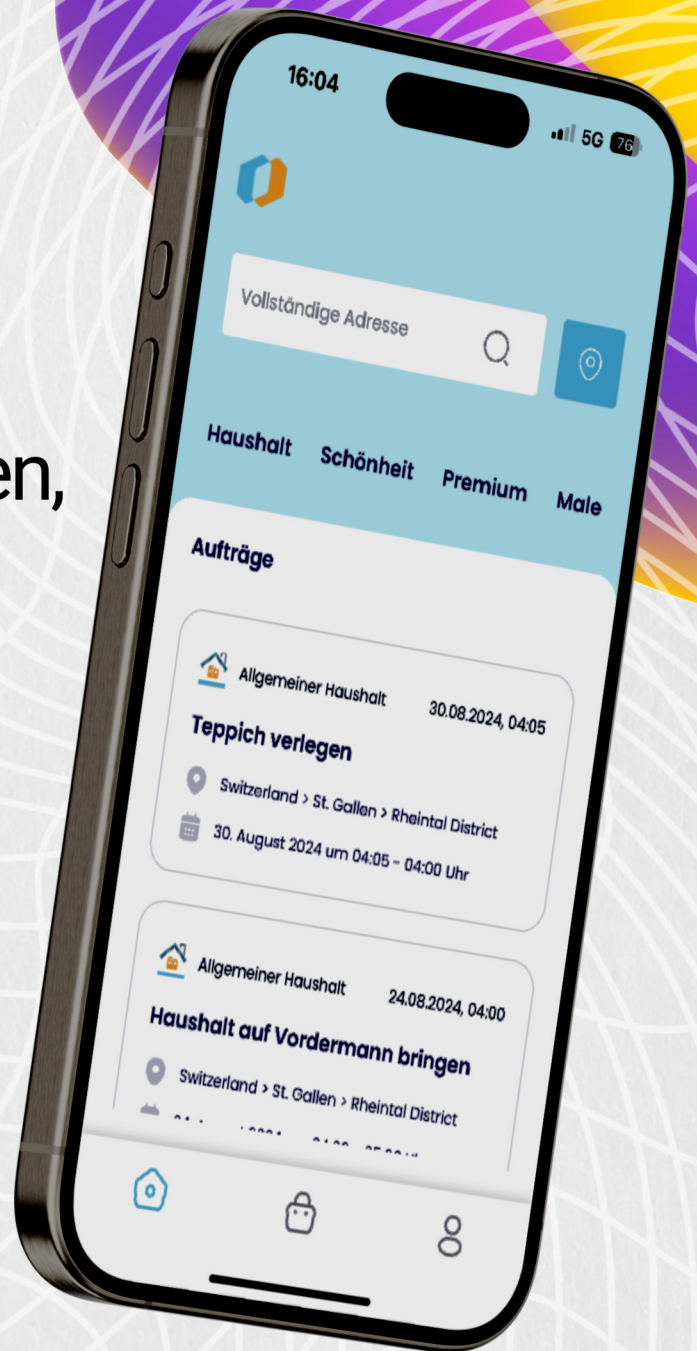 16:04
5G 76
Vollständige Adresse
Haushalt Schönheit Premium Male
en,
Aufträge
Allgemeiner Haushalt 30.08.2024, 04:05
Teppich verlegen
Switzerland > St. Gallen > Rheintal District
30. August 2024 um 04:05 - 04:00 Uhr
Allgemeiner Haushalt 24.08.2024, 04:00
Haushalt auf Vordermann bringen
Switzerland > St. Gallen > Rheintal District